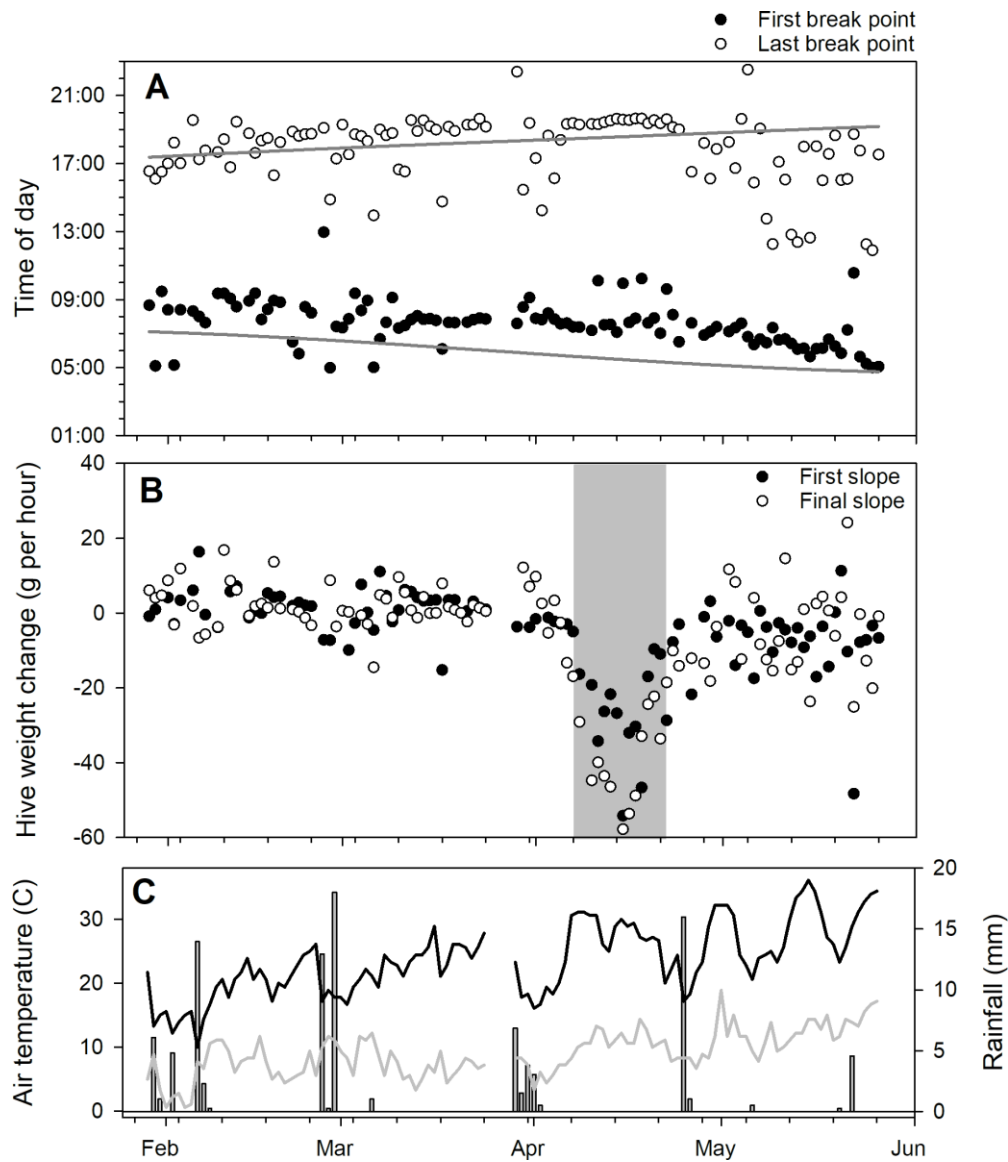 First break point
Last break point
A
21:00
17:00
13:00
09:00
05:00
01:00
Time of day
B
First slope
Final slope
40
20
0
-20
-40
-60
Hive weight change (g per hour)
C
30
20
10
0
Air temperature (C)
20
15
10
5
0
Rainfall (mm)
Feb Mar Apr May Jun